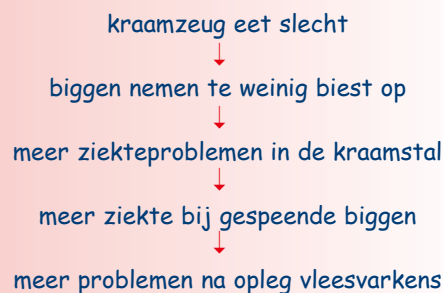 kraamzeug eet slecht
biggen nemen te weinig biest op
meer ziekteproblemen in de kraamstal
meer ziekte bij gespeende biggen
meer problemen na opleg vleesvarkens